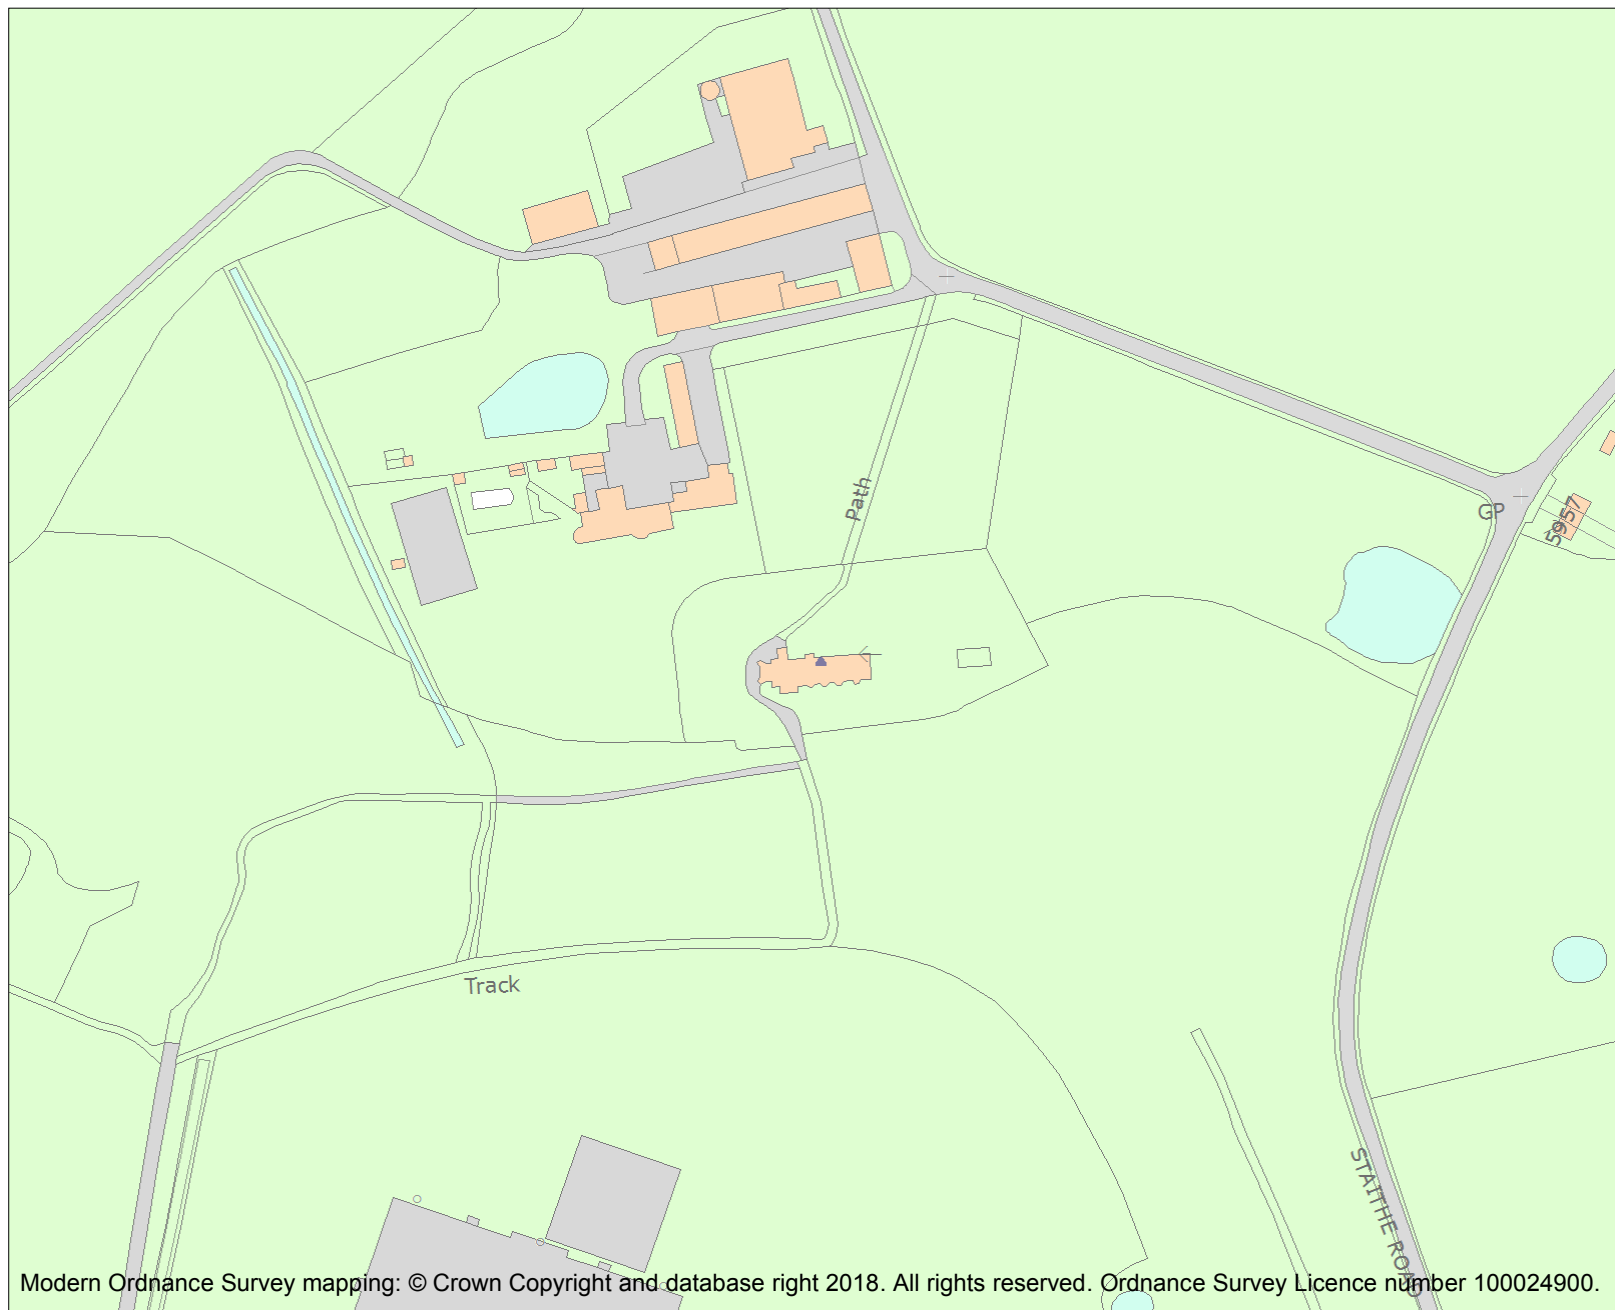 Path
GP
5957
Track
STAITHE ROAD
Modern Ordnance Survey mapping: © Crown Copyright and database right 2018. All rights reserved. Ordnance Survey Licence number 100024900.